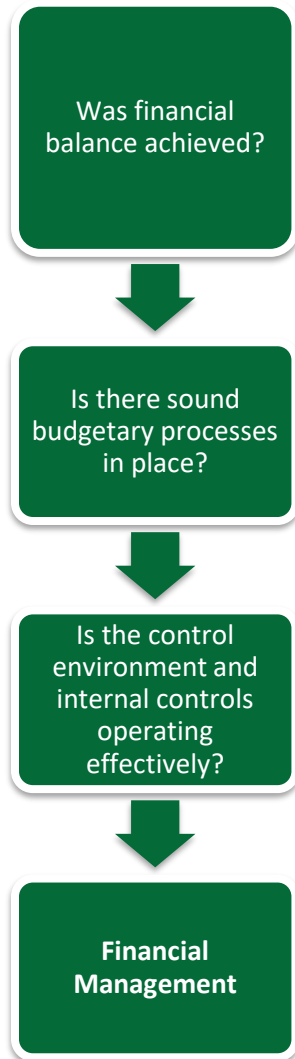 Was financial
balance achieved?
Is there sound
budgetary processes
in place?
Is the control
environment and
internal controls
operating
effectively?
Financial
Management